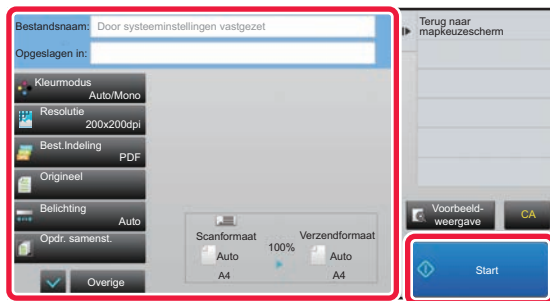 Bestandsnaam: Door systeeminstellingen vastgezet
Opgeslagen in:
Kleurmodus
Auto/Mono
Resolutie
200x200dpi
Best.Indeling
PDF
Origineel
Belichting
Auto
Opdr. samenst.
Overige
Scanformaat
Auto
A4
100%
Verzendformaat
Auto
A4
Terug naar
mapkeuzescherm
Voorbeeld-
weergave
CA
Start